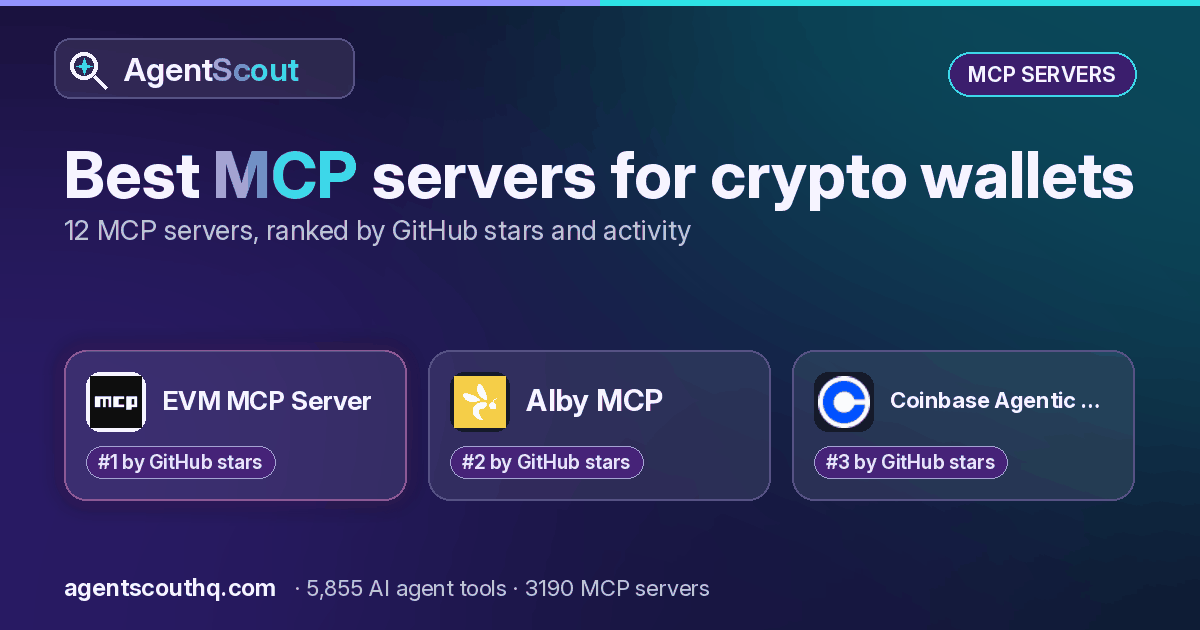 AgentScout
MCP SERVERS
Best MCP servers for crypto wallets
12 MCP servers, ranked by GitHub stars and activity
mcp
EVM MCP Server
#1 by GitHub stars
Alby MCP
#2 by GitHub stars
Coinbase Agentic ...
#3 by GitHub stars
agentscouthq.com · 5,855 AI agent tools · 3190 MCP servers